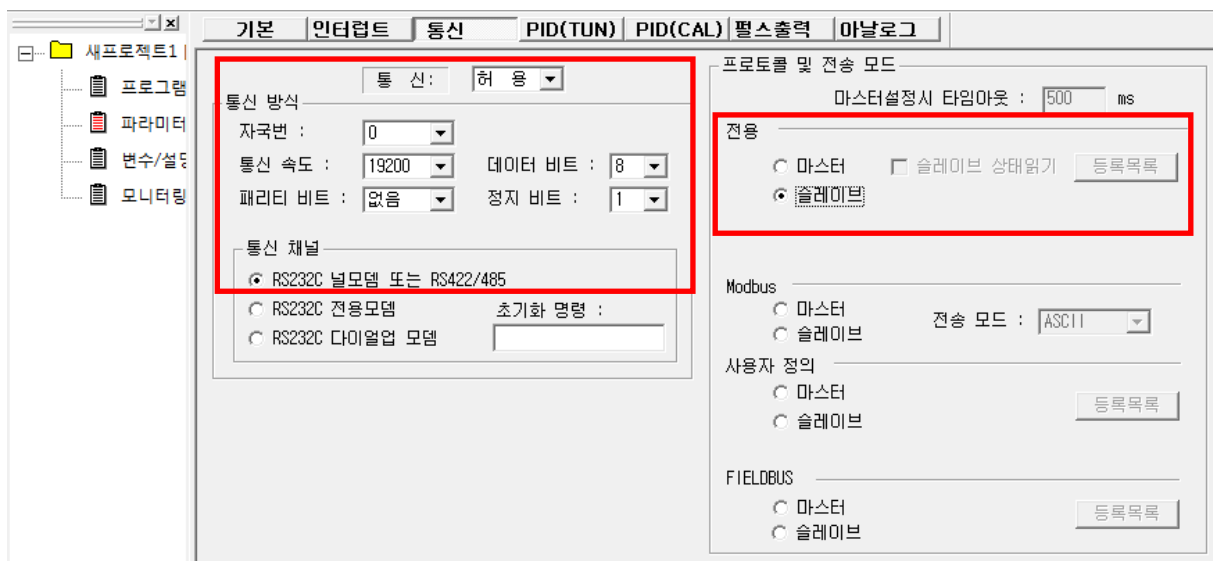 기본 인터럽트 통신 PID(TUN) PID(CAL) 펄스출력 아날로그
새프로젝트1
프로그램
파라미터
변수/설명
모니터링
통 신: 허 용
통신 방식
자국번 : 0
통신 속도 : 19200 데이터 비트 : 8
패리티 비트 : 없음 정지 비트 : 1
통신 채널
RS232C 널모뎀 또는 RS422/485
RS232C 전용모뎀 초기화 명령 :
RS232C 다이얼업 모뎀
프로토콜 및 전송 모드
마스터설정시 타임아웃 : 500 ms
전용
마스터 슬레이브 상태읽기 등록목록
슬레이브
Modbus
마스터
슬레이브
전송 모드 : ASCII
사용자 정의
마스터
슬레이브
등록목록
FIELDBUS
마스터
슬레이브
등록목록